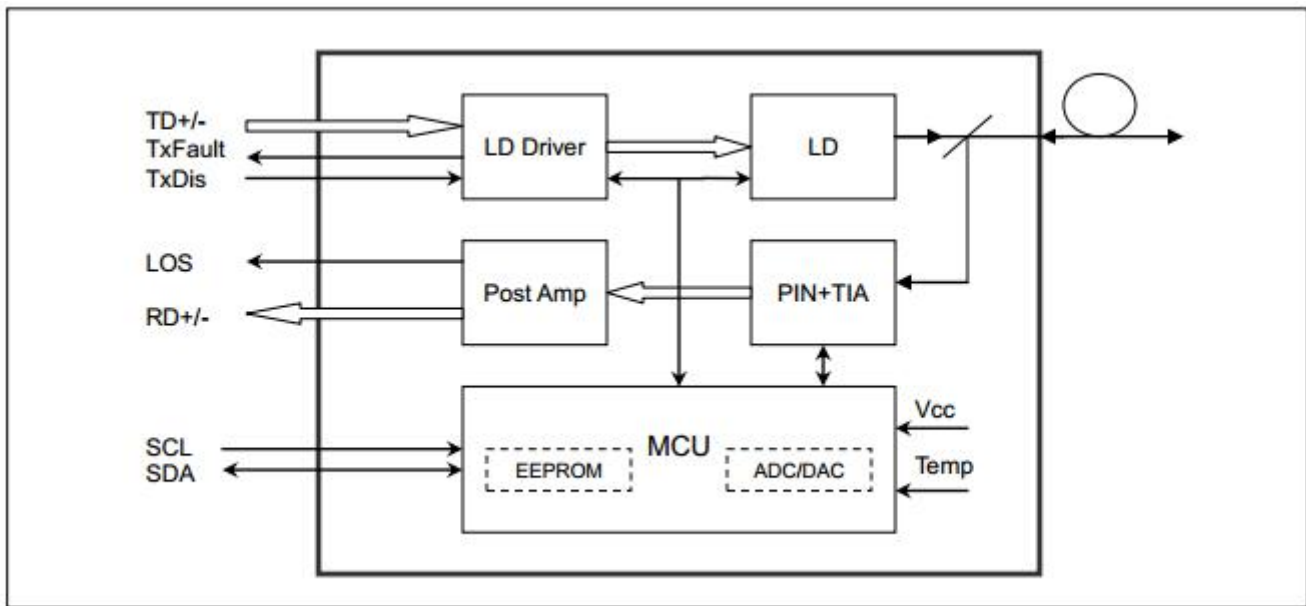 TD+/-
TxFault
TxDis
LD Driver
LD
LOS
RD+/-
Post Amp
PIN+TIA
SCL
SDA
MCU
EEPROM
ADC/DAC
Vcc
Temp